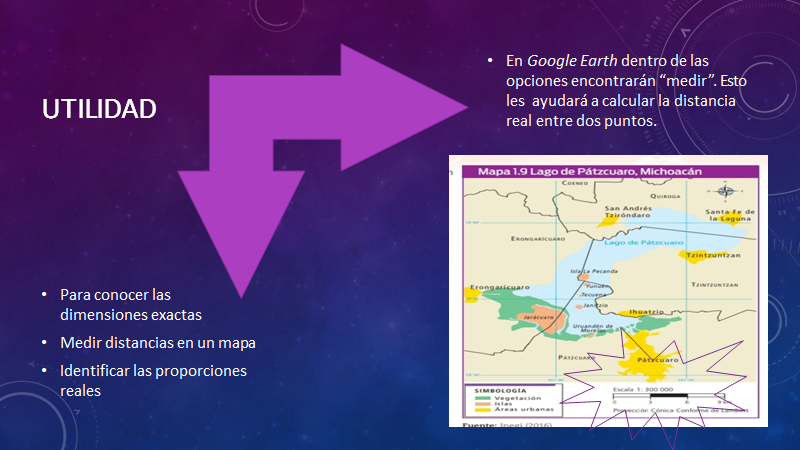 UTILIDAD
• En Google Earth dentro de las
opciones encontrarán “medir”. Esto
les ayudará a calcular la distancia
real entre dos puntos.
• Para conocer las
dimensiones exactas
• Medir distancias en un mapa
• Identificar las proporciones
reales
Mapa 1.9 Lago de Pátzcuaro, Michoacán
Coeneo
Quiroga
San Andrés
Tziróndaro
Santa Fe de
la Laguna
Erongarícuaro
Lago de Pátzcuaro
Tzintzuntzan
Isla La Pecanda
Tzintzuntzan
Erongarícuaro
Yunuén
Tecuena
Janitzio
Ihuatzio
Jarácuaro
Uruandén de
Morelos
Pátzcuaro
Pátzcuaro
SIMBOLOGÍA
Vegetación
Islas
Áreas urbanas
Escala 1: 300 000
0 3 6 9
Proyección Cónica Conforme de Lambert
Fuente: Inegi (2016).